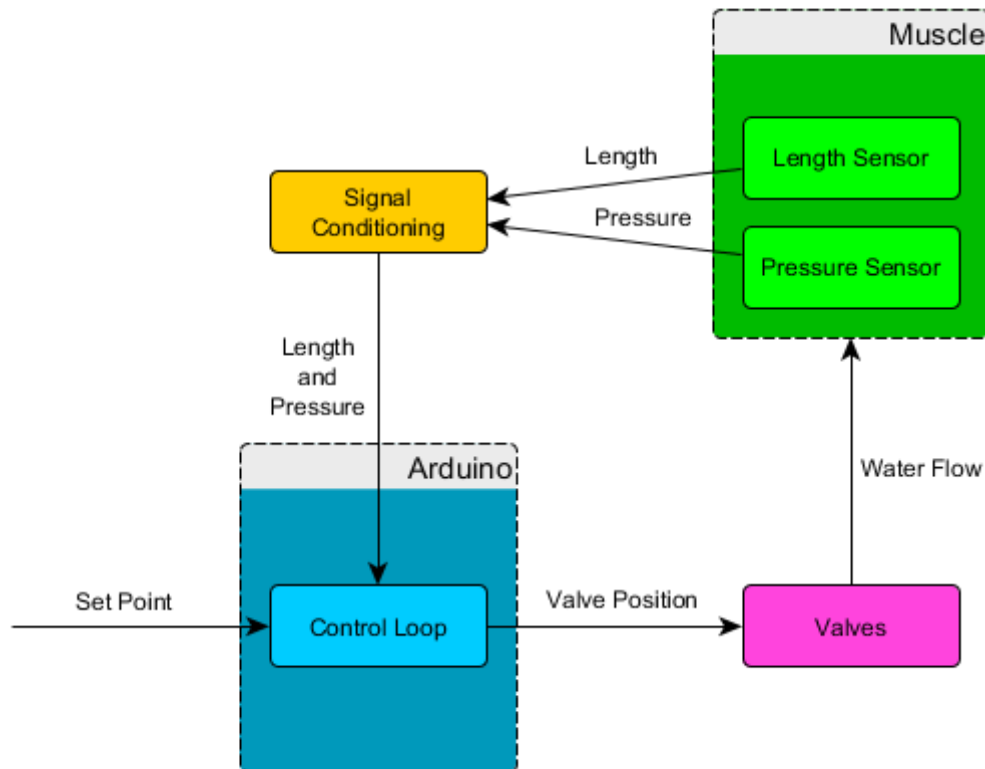 Muscle
Length Sensor
Length
Signal
Conditioning
Pressure
Pressure Sensor
Length
and
Pressure
Arduino
Water Flow
Set Point
Control Loop
Valve Position
Valves